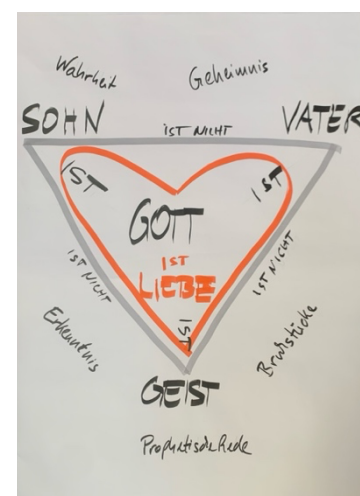 Wahrheit
Geheimnis
SOHN
IST NICHT
VATER
IST
IST
GOTT
IST
LIEBE
IST NICHT
IST NICHT
IST
Erkenntnis
Bruchstücke
GEIST
Prophetische Rede